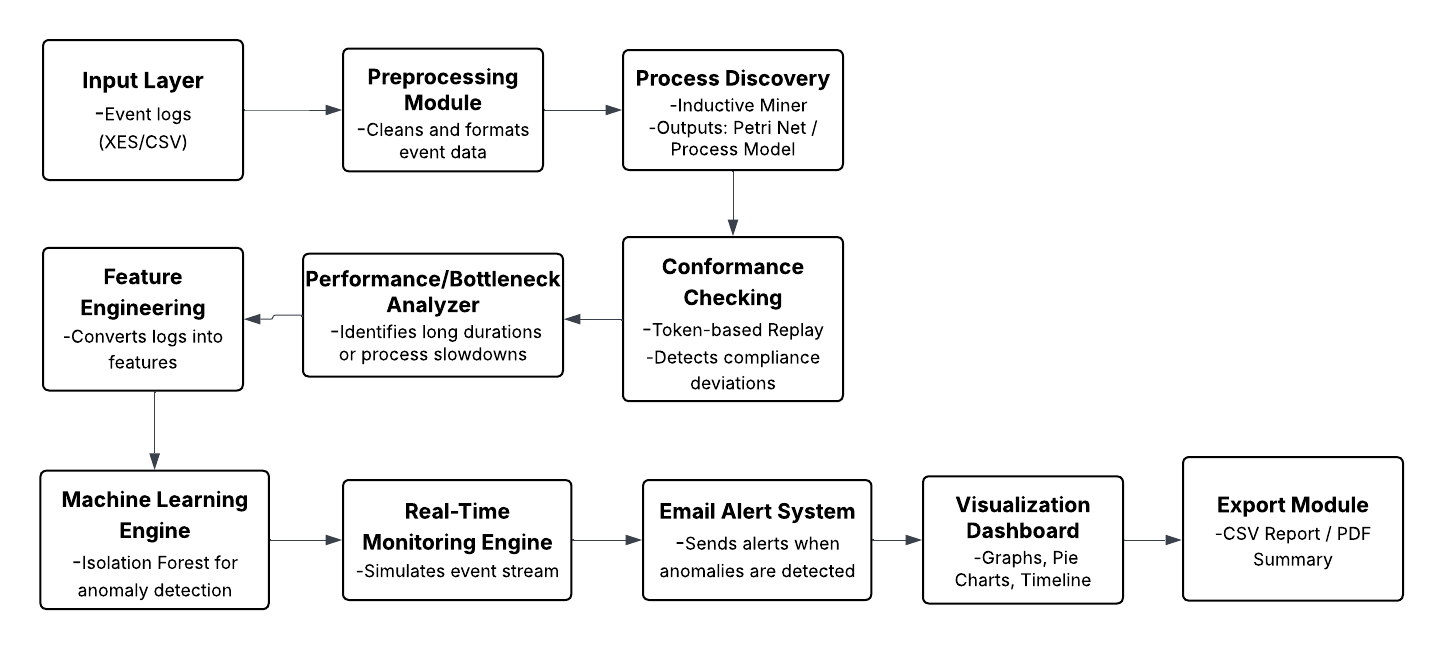 Input Layer
-Event logs
(XES/CSV)
Preprocessing
Module
-Cleans and formats
event data
Process Discovery
-Inductive Miner
-Outputs: Petri Net /
Process Model
Feature
Engineering
-Converts logs into
features
Performance/Bottleneck
Analyzer
-Identifies long durations
or process slowdowns
Conformance
Checking
-Token-based Replay
-Detects compliance
deviations
Machine Learning
Engine
-Isolation Forest for
anomaly detection
Real-Time
Monitoring Engine
-Simulates event stream
Email Alert System
-Sends alerts when
anomalies are detected
Visualization
Dashboard
-Graphs, Pie
Charts, Timeline
Export Module
-CSV Report / PDF
Summary